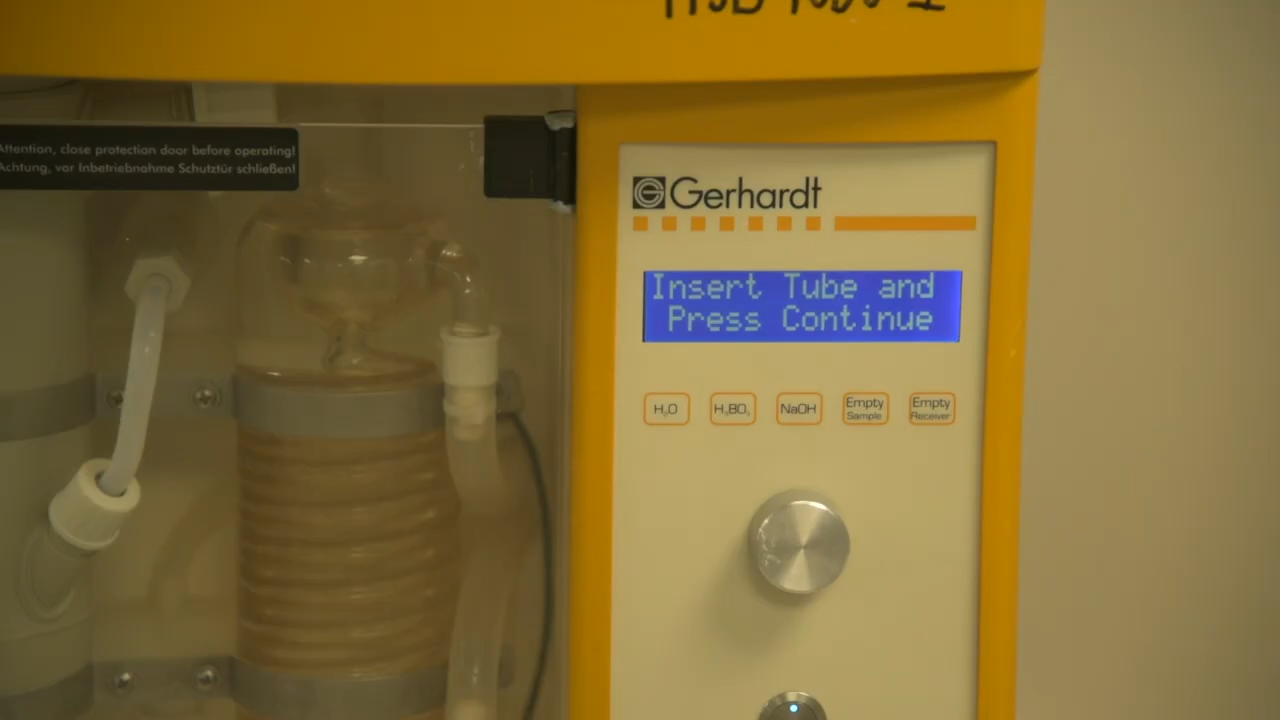 Attention, close protection door before operating!
Achtung, vor Inbetriebnahme Schutztür schließen!
Gerhardt
Insert Tube and
Press Continue
H₂O
H₃BO₃
NaOH
Empty
Sample
Empty
Receiver